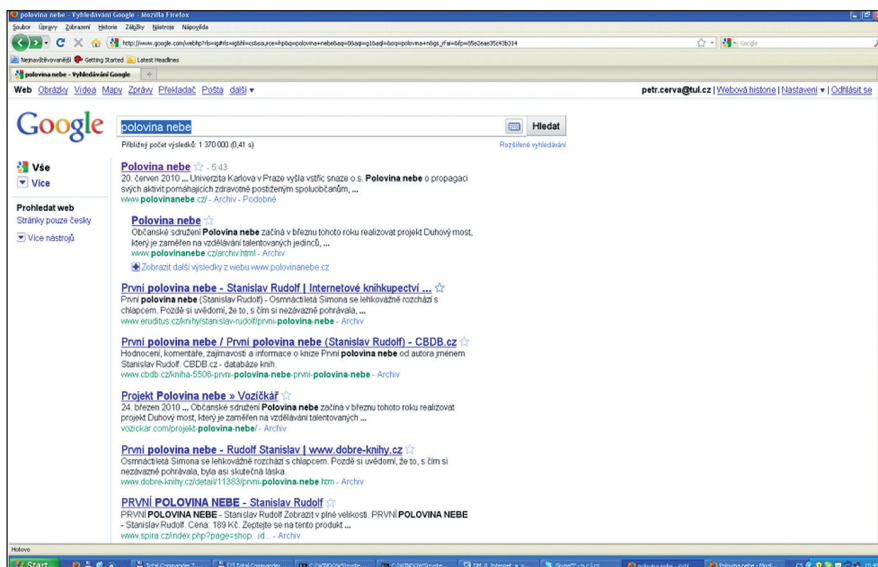 polovina nebe - Vyhledávání Google - Mozilla Firefox
Soubor Úpravy Zobrazení Historie Záložky Nástroje Nápověda
Google
Nejnavštěvovanější Getting Started Latest Headlines
polovina nebe - Vyhledávání Google
Web Obrázky Videa Mapy Zprávy Překladač Pošta další ▼ petr.cerva@tul.cz | Webová historie | Nastavení ▼ | Odhlásit se
Google polovina nebe Hledat
Přibližný počet výsledků: 1 370 000 (0,41 s) Rozšířené vyhledávání
Vše
Více
Prohledat web
Stránky pouze česky
Více nástrojů
Polovina nebe - 5:43
20. červen 2010 ... Univerzita Karlova v Praze vyšla vstříc snaze o.s. Polovina nebe o propagaci
svých aktivit pomáhajících zdravotně postiženým spoluobčanům, ...
www.polovinanebe.cz/ - Archiv - Podobné
Polovina nebe
Občanské sdružení Polovina nebe začíná v březnu tohoto roku realizovat projekt Duhový most,
který je zaměřen na vzdělávání talentovaných jedinců, ...
www.polovinanebe.cz/archiv.html - Archiv
Zobrazit další výsledky z webu www.polovinanebe.cz
První polovina nebe - Stanislav Rudolf | Internetové knihkupectví ...
První polovina nebe (Stanislav Rudolf) - Osmnáctiletá Simona se lehkovážně rozchází s
chlapcem. Pozdě si uvědomí, že to, s čím si nezávazně pohrávala, ...
www.eruditus.cz/knihy/stanislav-rudolf/prvni-polovina-nebe - Archiv
První polovina nebe / První polovina nebe (Stanislav Rudolf) - CBDB.cz
Hodnocení, komentáře, zajímavosti a informace o knize První polovina nebe od autora jménem
Stanislav Rudolf. CBDB.cz - databáze knih.
www.cbdb.cz/kniha-5506-prvni-polovina-nebe-prvni-polovina-nebe - Archiv
Projekt Polovina nebe » Vozíčkář
24. březen 2010 ... Občanské sdružení Polovina nebe začíná v březnu tohoto roku realizovat
projekt Duhový most, který je zaměřen na vzdělávání talentovaných ...
vozickar.com/projekt-polovina-nebe/ - Archiv
První polovina nebe - Rudolf Stanislav | www.dobre-knihy.cz
Osmnáctiletá Simona se lehkovážně rozchází s chlapcem. Pozdě si uvědomí, že to, s čím si
nezávazně pohrávala, byla asi skutečná láska.
www.dobre-knihy.cz/detail/11383/prvni-polovina-nebe.htm - Archiv
PRVNÍ POLOVINA NEBE - Stanislav Rudolf
PRVNÍ POLOVINA NEBE - Stanislav Rudolf Zobrazit v plné velikosti. PRVNÍ POLOVINA NEBE
- Stanislav Rudolf. Cena: 189 Kč. Zeptejte se na tento produkt ...
www.spira.cz/index.php?page=shop...id... - Archiv
Hotovo
Start